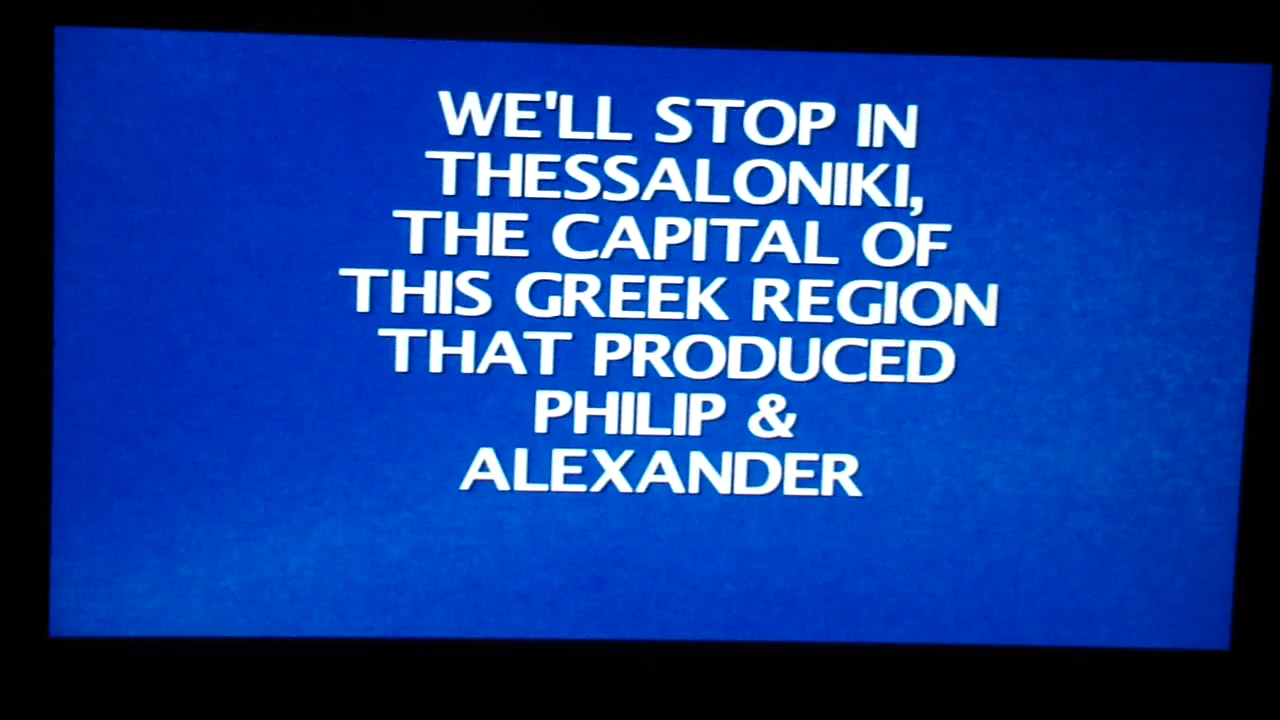 WE'LL STOP IN
THESSALONIKI,
THE CAPITAL OF
THIS GREEK REGION
THAT PRODUCED
PHILIP &
ALEXANDER